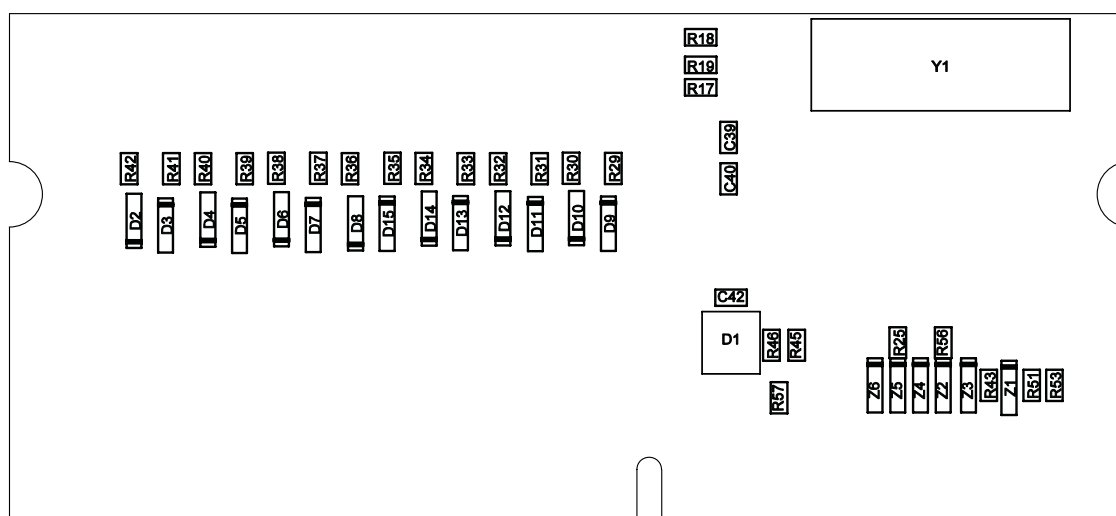 R18
Y1
R19
R17
C39
R42 R41 R40 R39 R38 R37 R36 R35 R34 R33 R32 R31 R30 R29
C40
D2 D3 D4 D5 D6 D7 D8 D15 D14 D13 D12 D11 D10 D9
C42
D1 R46 R45 R25 R56
R57 Z6 Z5 Z4 Z2 Z3 R43 Z1 R51 R53